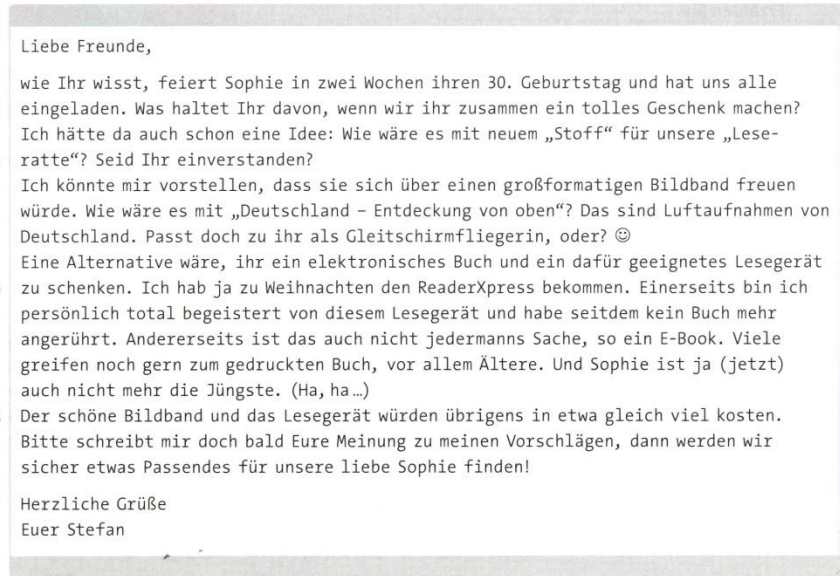 Liebe Freunde,
wie Ihr wisst, feiert Sophie in zwei Wochen ihren 30. Geburtstag und hat uns alle
eingeladen. Was haltet Ihr davon, wenn wir ihr zusammen ein tolles Geschenk machen?
Ich hätte da auch schon eine Idee: Wie wäre es mit neuem „Stoff“ für unsere „Lese-
ratte“? Seid Ihr einverstanden?
Ich könnte mir vorstellen, dass sie sich über einen großformatigen Bildband freuen
würde. Wie wäre es mit „Deutschland – Entdeckung von oben“? Das sind Luftaufnahmen von
Deutschland. Passt doch zu ihr als Gleitschirmfliegerin, oder? ☺
Eine Alternative wäre, ihr ein elektronisches Buch und ein dafür geeignetes Lesegerät
zu schenken. Ich hab ja zu Weihnachten den ReaderXpress bekommen. Einerseits bin ich
persönlich total begeistert von diesem Lesegerät und habe seitdem kein Buch mehr
angerührt. Andererseits ist das auch nicht jedermanns Sache, so ein E-Book. Viele
greifen noch gern zum gedruckten Buch, vor allem Ältere. Und Sophie ist ja (jetzt)
auch nicht mehr die Jüngste. (Ha, ha …)
Der schöne Bildband und das Lesegerät würden übrigens in etwa gleich viel kosten.
Bitte schreibt mir doch bald Eure Meinung zu meinen Vorschlägen, dann werden wir
sicher etwas Passendes für unsere liebe Sophie finden!
Herzliche Grüße
Euer Stefan